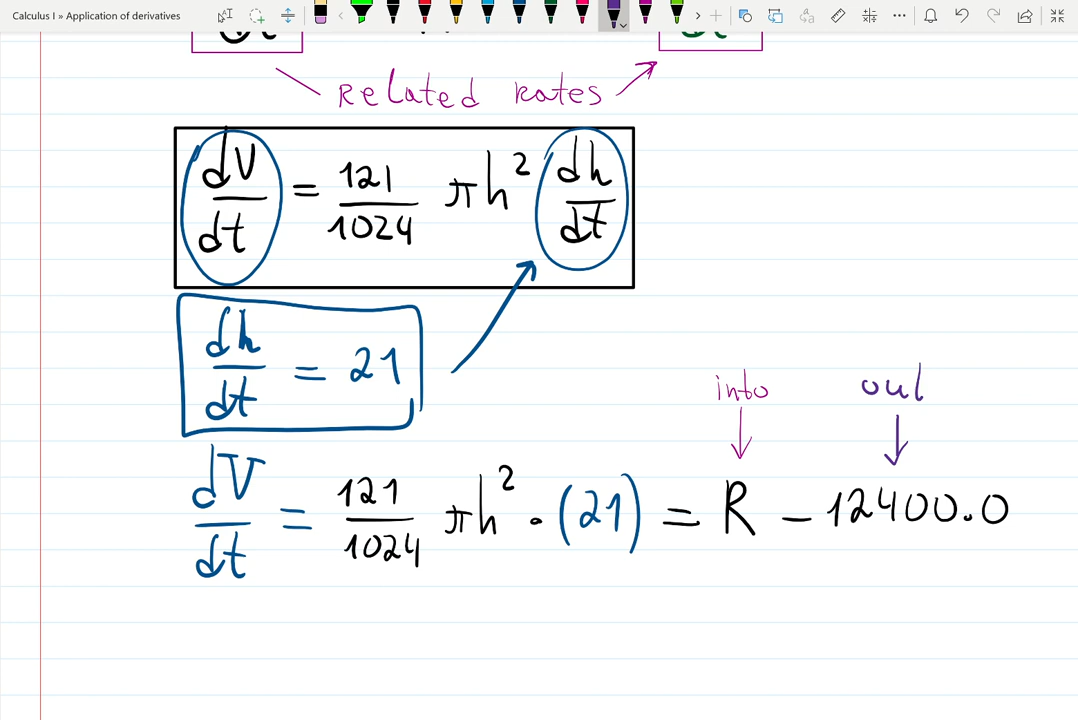 Calculus I » Application of derivatives
Related Rates
dV/dt = 121/1024 πh² dh/dt
dh/dt = 21
into out
dV/dt = 121/1024 πh² · (21) = R - 12400.0